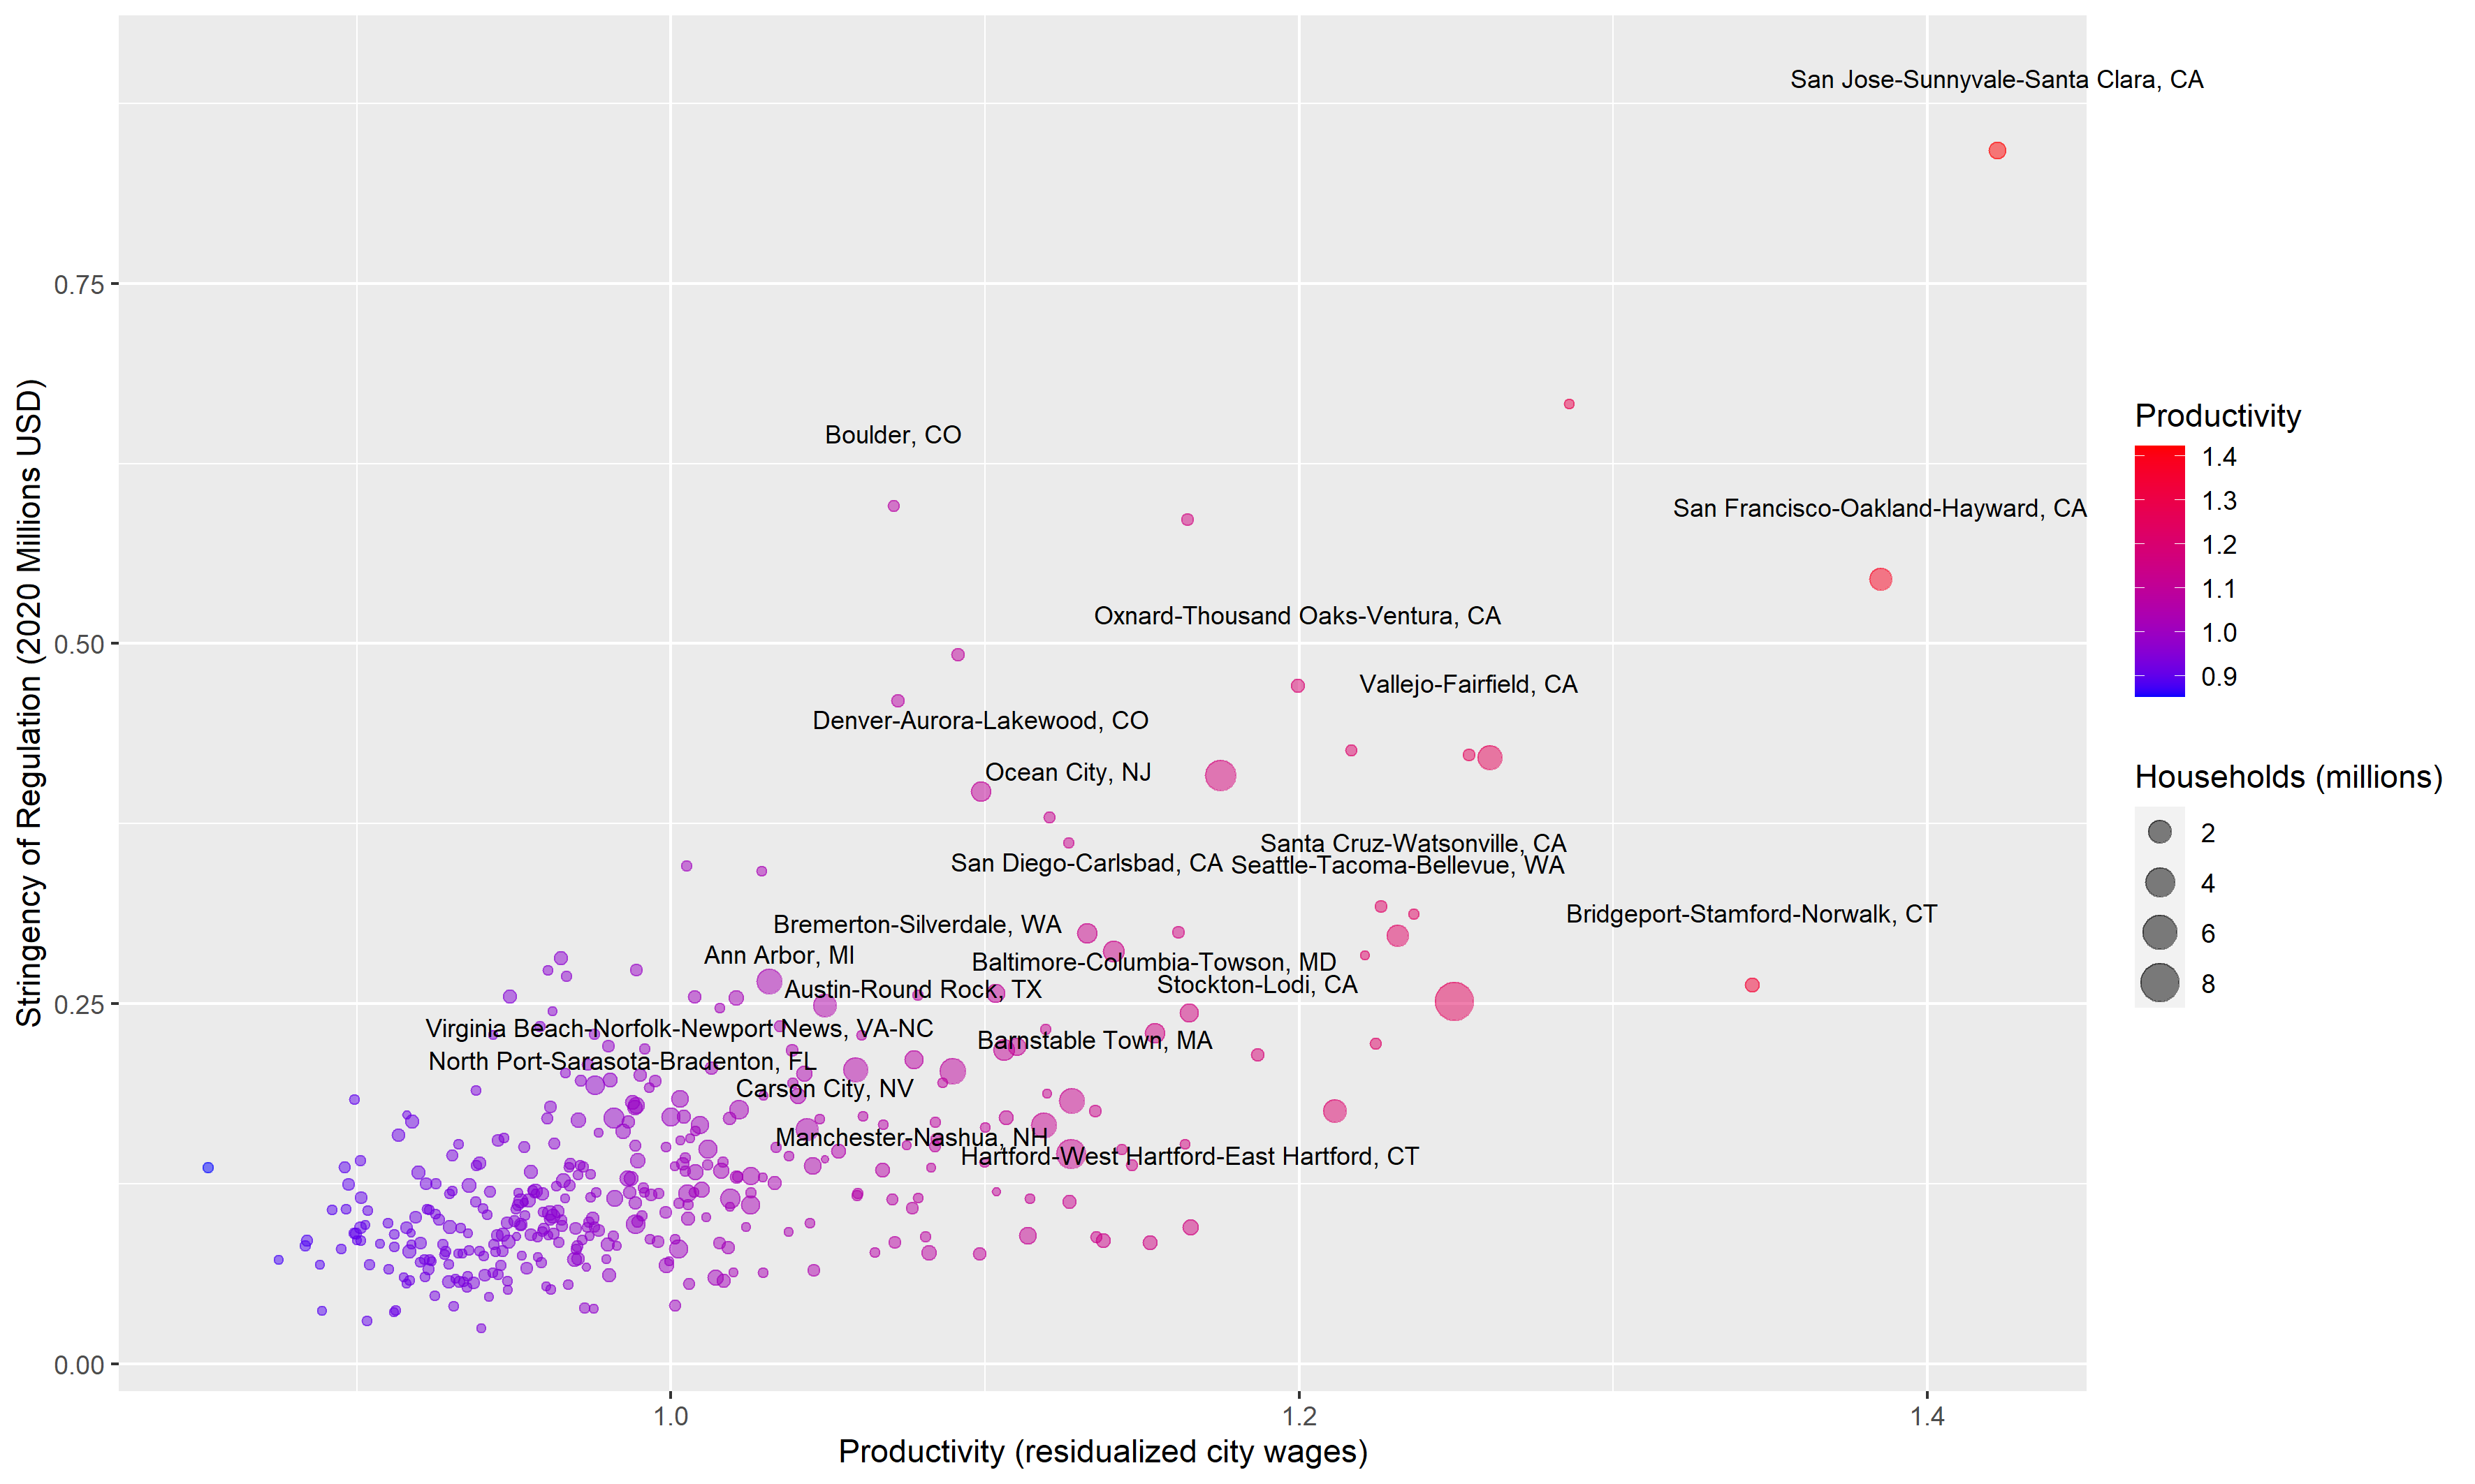 San Jose-Sunnyvale-Santa Clara, CA
0.75
Boulder, CO
San Francisco-Oakland-Hayward, CA
Oxnard-Thousand Oaks-Ventura, CA
0.50
Vallejo-Fairfield, CA
Denver-Aurora-Lakewood, CO
Ocean City, NJ
Santa Cruz-Watsonville, CA
San Diego-Carlsbad, CA
Seattle-Tacoma-Bellevue, WA
Bridgeport-Stamford-Norwalk, CT
Bremerton-Silverdale, WA
Ann Arbor, MI
Baltimore-Columbia-Towson, MD
Stockton-Lodi, CA
Austin-Round Rock, TX
0.25
Virginia Beach-Norfolk-Newport News, VA-NC
Barnstable Town, MA
North Port-Sarasota-Bradenton, FL
Carson City, NV
Manchester-Nashua, NH
Hartford-West Hartford-East Hartford, CT
0.00
1.0
1.2
1.4
Productivity (residualized city wages)
Stringency of Regulation (2020 Millions USD)
Productivity
1.4
1.3
1.2
1.1
1.0
0.9
Households (millions)
2
4
6
8